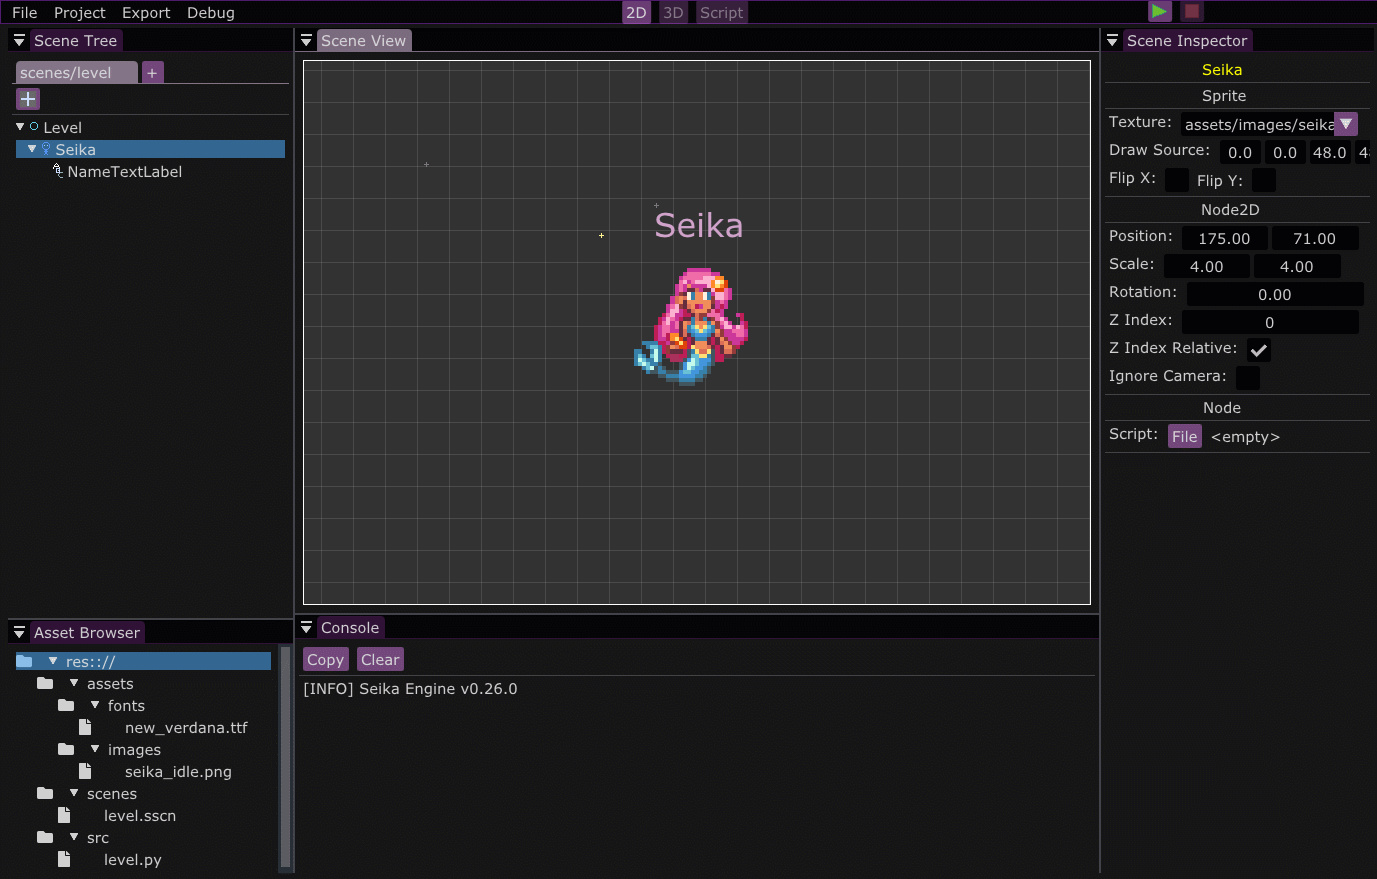 File Project Export Debug 2D 3D Script
Scene Tree
scenes/level +
Level
Seika
NameTextLabel
Scene View
Seika
Scene Inspector
Seika
Sprite
Texture: assets/images/seika
Draw Source: 0.0 0.0 48.0 4
Flip X: Flip Y:
Node2D
Position: 175.00 71.00
Scale: 4.00 4.00
Rotation: 0.00
Z Index: 0
Z Index Relative:
Ignore Camera:
Node
Script: File <empty>
Asset Browser
res:://
assets
fonts
new_verdana.ttf
images
seika_idle.png
scenes
level.sscn
src
level.py
Console
Copy Clear
[INFO] Seika Engine v0.26.0